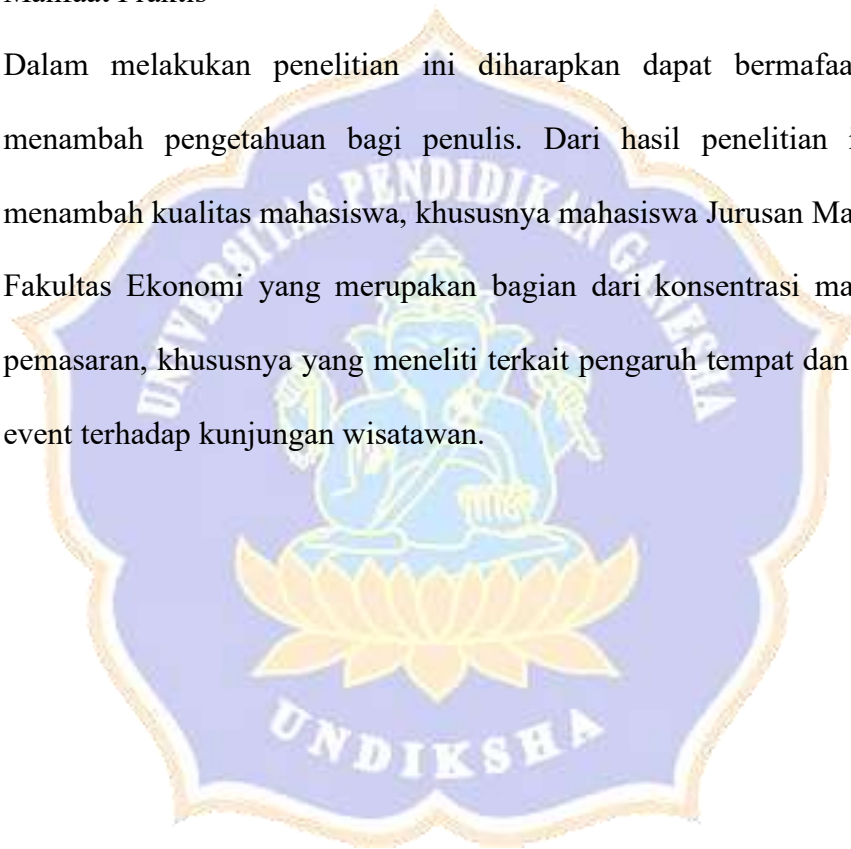 Manfaat Praktis
Dalam melakukan penelitian ini diharapkan dapat bermafaa
menambah pengetahuan bagi penulis. Dari hasil penelitian
menambah kualitas mahasiswa, khususnya mahasiswa Jurusan Ma
Fakultas Ekonomi yang merupakan bagian dari konsentrasi ma
pemasaran, khususnya yang meneliti terkait pengaruh tempat dan
event terhadap kunjungan wisatawan.
UNIVERSITAS PENDIDIKAN GANESHA
UNDIKSHA